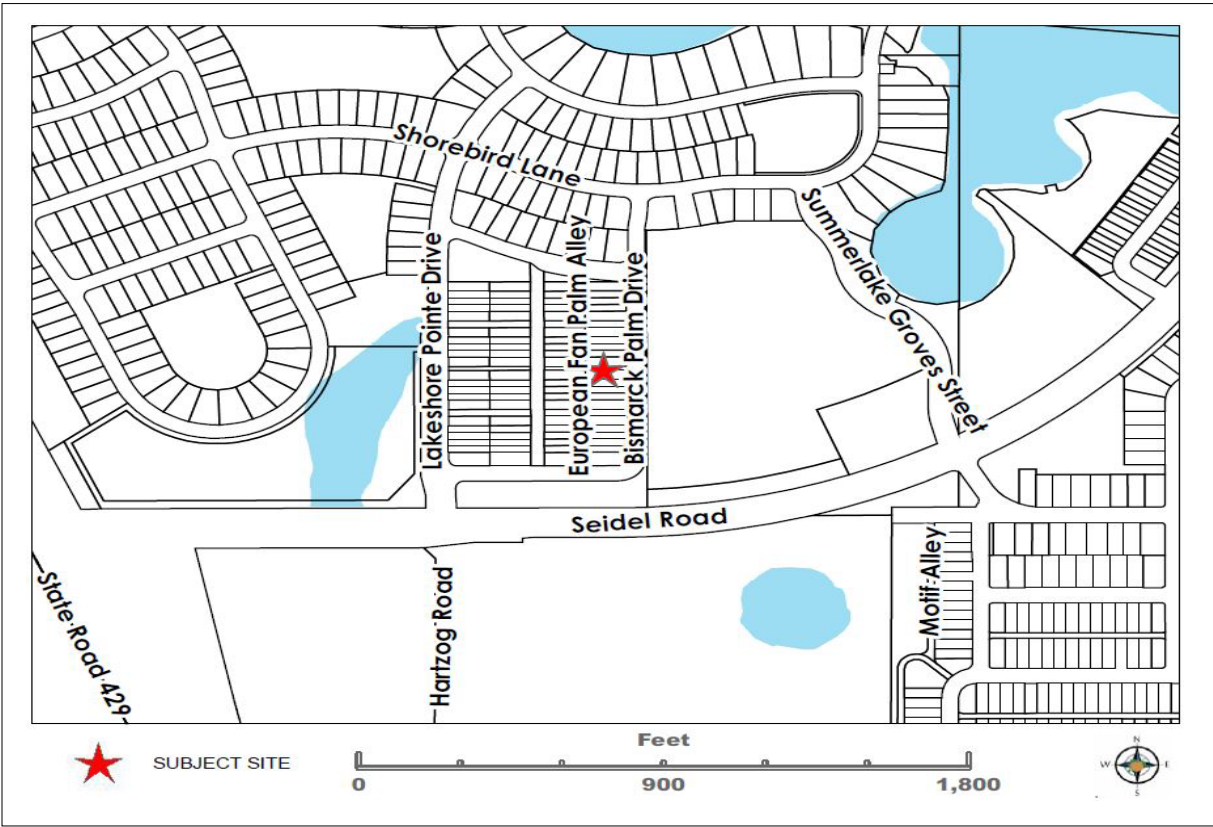 Shorebird Lane
Summerlake Groves Street
Lakeshore Pointe Drive
European Fan Palm Alley
Bismarck Palm Drive
Seidel Road
Motif Alley
Hartzog Road
State Road 429
SUBJECT SITE
Feet
0 900 1,800
N
W E
S